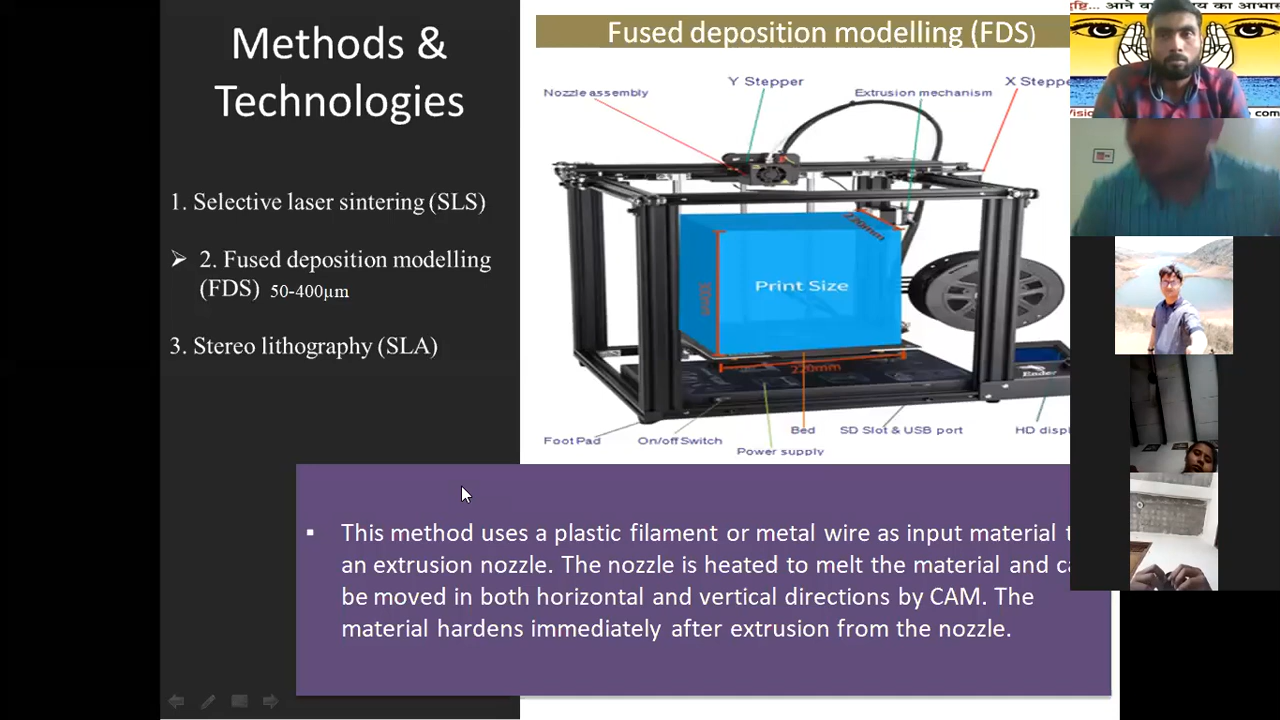 Methods &
Technologies
1. Selective laser sintering (SLS)
2. Fused deposition modelling
(FDS) 50-400µm
3. Stereo lithography (SLA)
Fused deposition modelling (FDS)
Y Stepper
Nozzle assembly
Extrusion mechanism
Print Size
220mm
Ender
Foot Pad
On/off Switch
Power supply
Bed
SD Slot & USB port
This method uses a plastic filament or metal wire as input material
an extrusion nozzle. The nozzle is heated to melt the material and
be moved in both horizontal and vertical directions by CAM. The
material hardens immediately after extrusion from the nozzle.